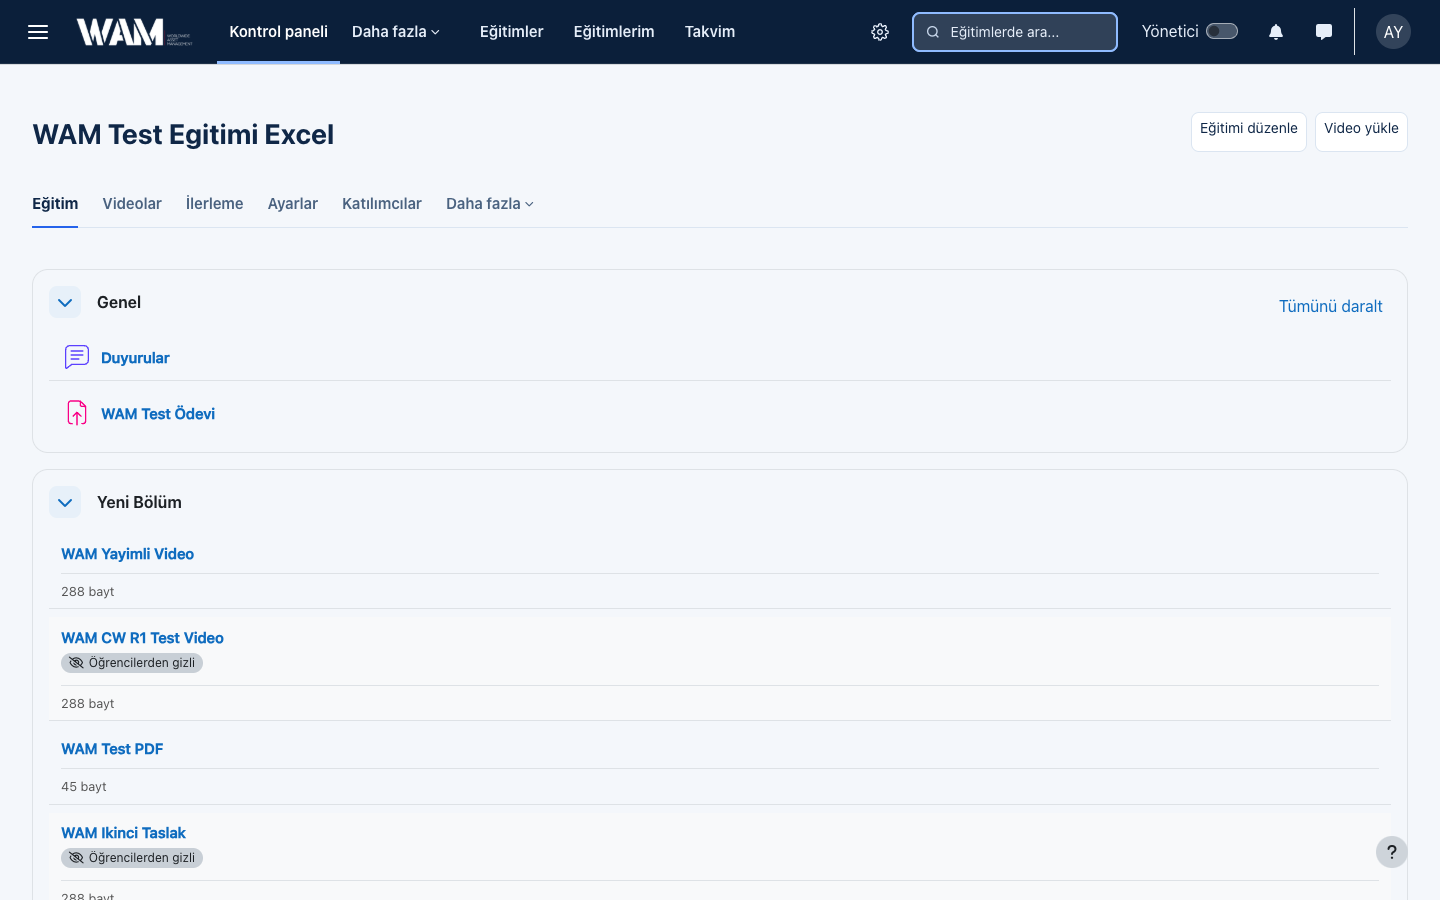 WAM
Kontrol paneli
Daha fazla
Eğitimler
Eğitimlerim
Takvim
Eğitimlerde ara...
Yönetici
AY
WAM Test Egitimi Excel
Eğitimi düzenle
Video yükle
Eğitim
Videolar
İlerleme
Ayarlar
Katılımcılar
Daha fazla
Genel
Tümünü daralt
Duyurular
WAM Test Ödevi
Yeni Bölüm
WAM Yayimli Video
288 bayt
WAM CW R1 Test Video
Öğrencilerden gizli
288 bayt
WAM Test PDF
45 bayt
WAM Ikinci Taslak
Öğrencilerden gizli
?
288 bayt